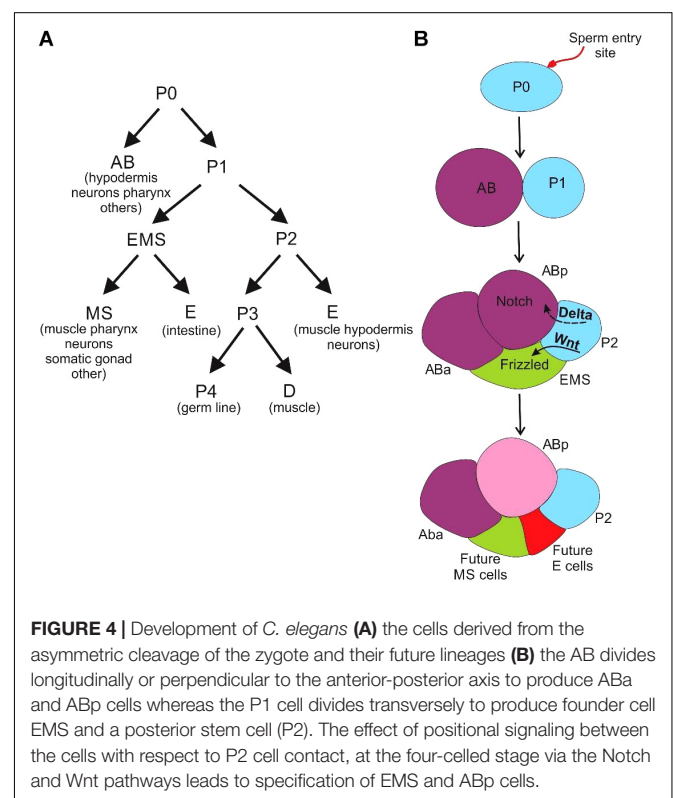 A
P0
AB
(hypodermis
neurons pharynx
others)
P1
EMS
P2
MS
(muscle pharynx
neurons
somatic gonad
other)
E
(intestine)
P3
E
(muscle hypodermis
neurons)
P4
(germ line)
D
(muscle)
B
Sperm entry
site
P0
AB
P1
ABp
Notch
Delta
Wnt
P2
ABa
Frizzled
EMS
ABp
P2
Aba
Future
MS cells
Future
E cells
FIGURE 4 | Development of C. elegans (A) the cells derived from the
asymmetric cleavage of the zygote and their future lineages (B) the AB divides
longitudinally or perpendicular to the anterior-posterior axis to produce ABa
and ABp cells whereas the P1 cell divides transversely to produce founder cell
EMS and a posterior stem cell (P2). The effect of positional signaling between
the cells with respect to P2 cell contact, at the four-celled stage via the Notch
and Wnt pathways leads to specification of EMS and ABp cells.